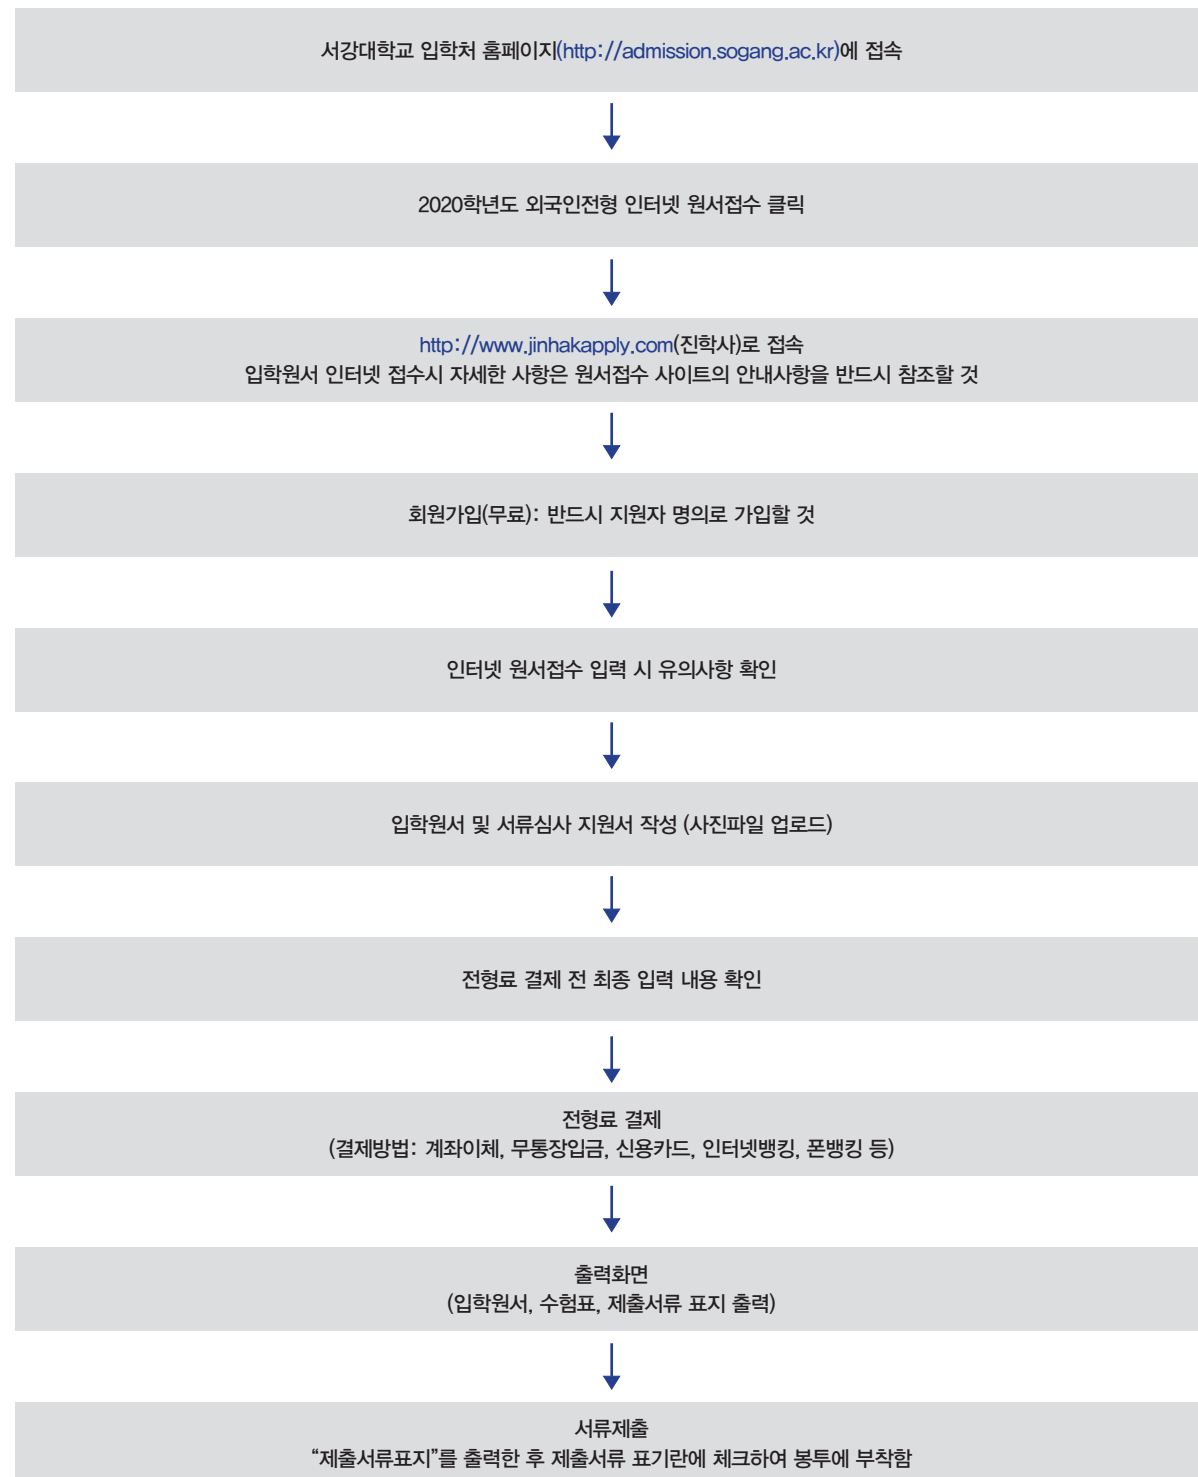 서강대학교 입학처 홈페이지(http://admission.sogang.ac.kr)에 접속
2020학년도 외국인전형 인터넷 원서접수 클릭
http://www.jinhakapply.com(진학사)로 접속
입학원서 인터넷 접수시 자세한 사항은 원서접수 사이트의 안내사항을 반드시 참조할 것
회원가입(무료): 반드시 지원자 명의로 가입할 것
인터넷 원서접수 입력 시 유의사항 확인
입학원서 및 서류심사 지원서 작성 (사진파일 업로드)
전형료 결제 전 최종 입력 내용 확인
전형료 결제
(결제방법: 계좌이체, 무통장입금, 신용카드, 인터넷뱅킹, 폰뱅킹 등)
출력화면
(입학원서, 수험표, 제출서류 표지 출력)
서류제출
“제출서류표지”를 출력한 후 제출서류 표기란에 체크하여 봉투에 부착함